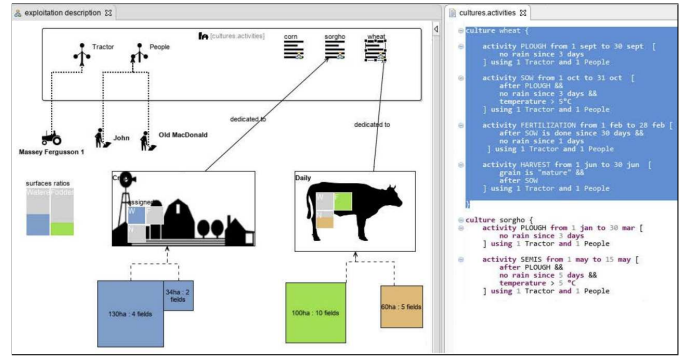 exploitation description
Tractor
People
[cultures.activities]
corn
sorgho
wheat
dedicated to
dedicated to
Massey Fergusson 1
John
Old MacDonald
surfaces ratios
Daily
130ha : 4 fields
34ha : 2
fields
100ha : 10 fields
60ha : 5 fields
cultures.activities
culture wheat {
activity PLOUGH from 1 sept to 30 sept [
no rain since 3 days
] using 1 Tractor and 1 People
activity SOW from 1 oct to 31 oct [
after PLOUGH &&
no rain since 3 days &&
temperature > 5°C
] using 1 Tractor and 1 People
activity FERTILIZATION from 1 feb to 28 feb [
after SOW is done since 30 days &&
no rain since 1 days
] using 1 Tractor and 1 People
activity HARVEST from 1 jun to 30 jun [
grain is "mature" &&
after SOW
] using 1 Tractor and 1 People
}
culture sorgho {
activity PLOUGH from 1 jan to 30 mar [
no rain since 3 days
] using 1 Tractor and 1 People
activity SEMIS from 1 may to 15 may [
after PLOUGH &&
no rain since 5 days &&
temperature > 5 °C
] using 1 Tractor and 1 People